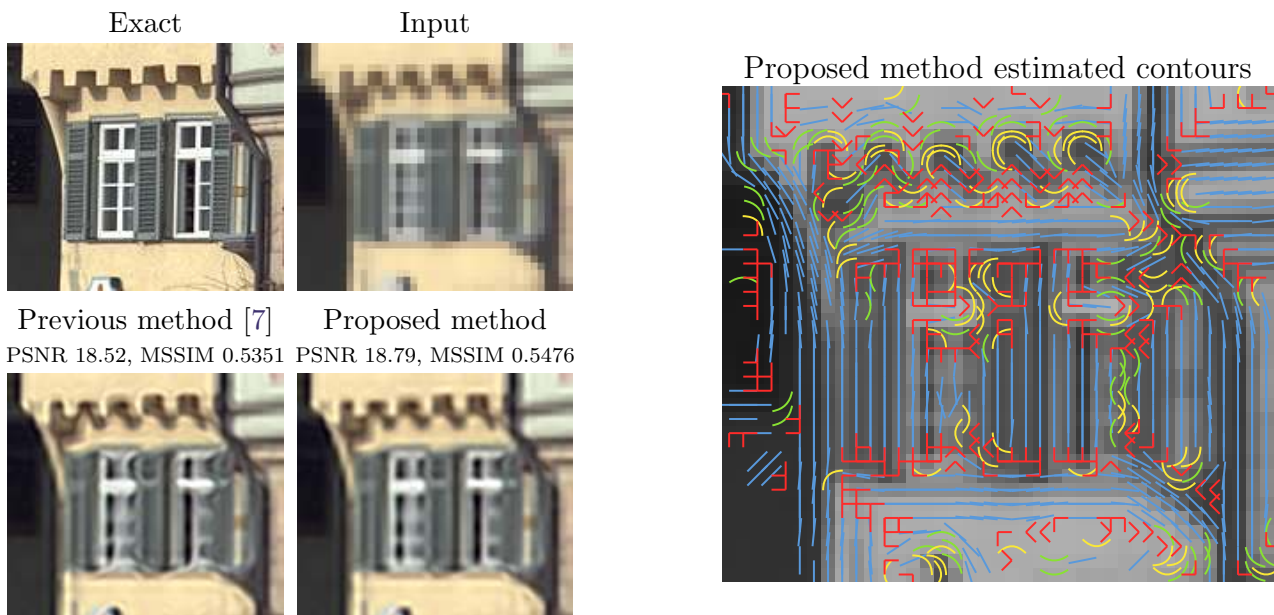 Exact
Input
Previous method [7]
PSNR 18.52, MSSIM 0.5351
Proposed method
PSNR 18.79, MSSIM 0.5476
Proposed method estimated contours